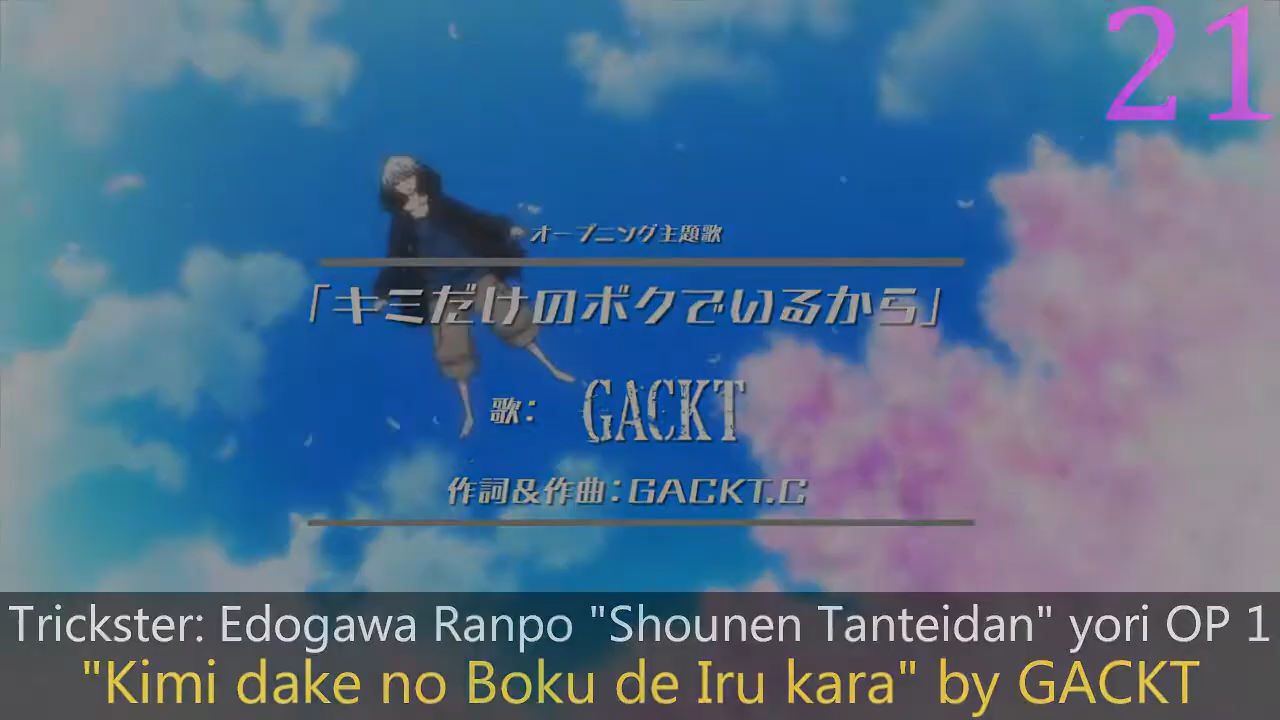 21
オープニング主題歌
「キミだけのボクでいるから」
歌： GACKT
作詞&作曲：GACKT.C
Trickster: Edogawa Ranpo "Shounen Tanteidan" yori OP 1
"Kimi dake no Boku de Iru kara" by GACKT